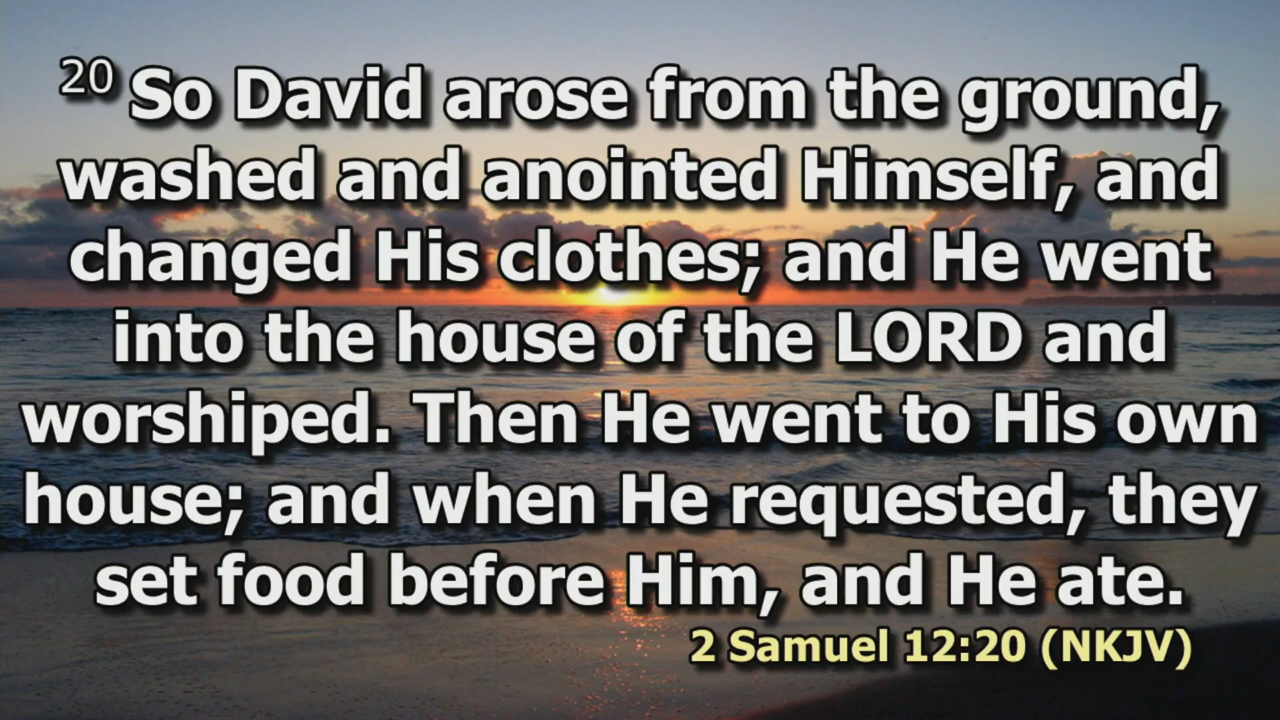 20 So David arose from the ground,
washed and anointed Himself, and
changed His clothes; and He went
into the house of the LORD and
worshiped. Then He went to His own
house; and when He requested, they
set food before Him, and He ate.
2 Samuel 12:20 (NKJV)